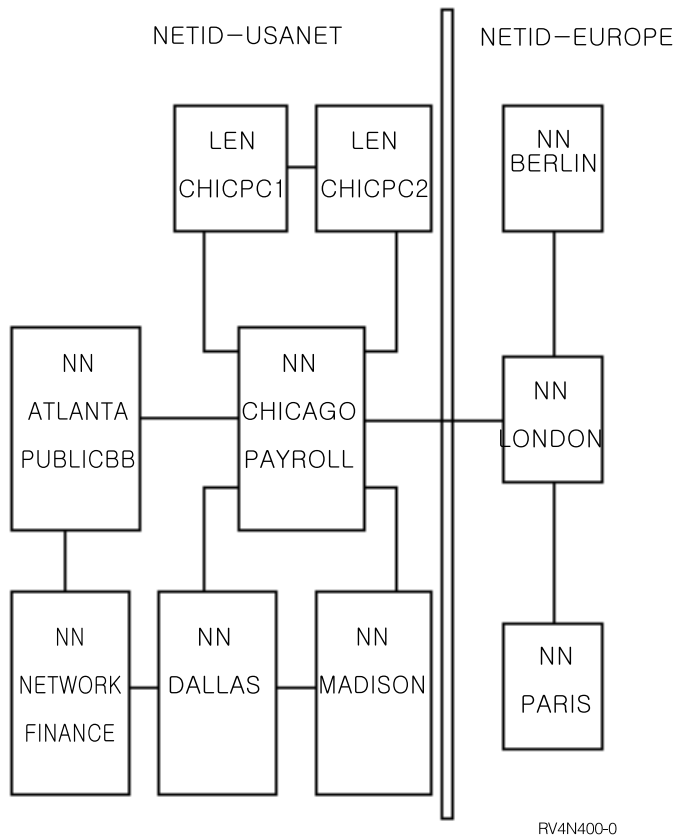 NETID-USANET
NETID-EUROPE
LEN
CHICPC1
LEN
CHICPC2
NN
BERLIN
NN
ATLANTA
PUBLICBB
NN
CHICAGO
PAYROLL
NN
LONDON
NN
NETWORK
FINANCE
NN
DALLAS
NN
MADISON
NN
PARIS
RV4N400-0